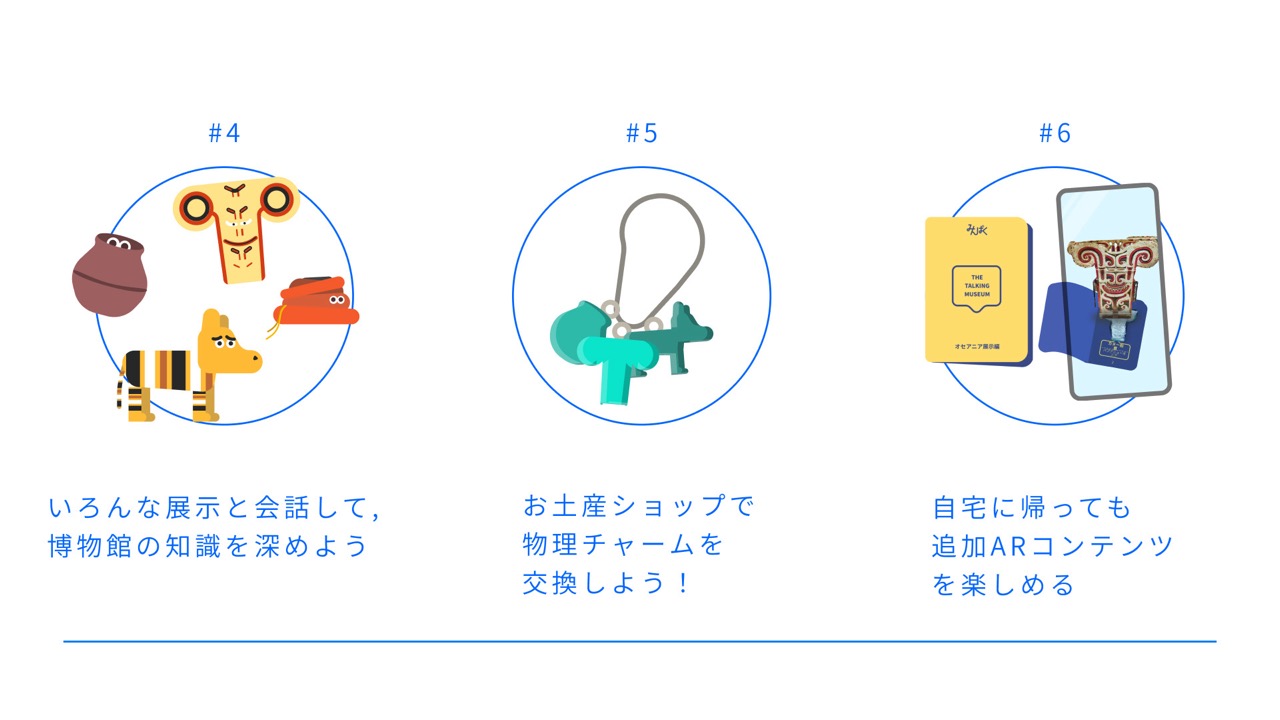 #4
#5
#6
みんぱく
THE
TALKING
MUSEUM
オセアニア展示編
いろんな展示と会話して,
博物館の知識を深めよう
お土産ショップで
物理チャームを
交換しよう！
自宅に帰っても
追加ARコンテンツ
を楽しめる